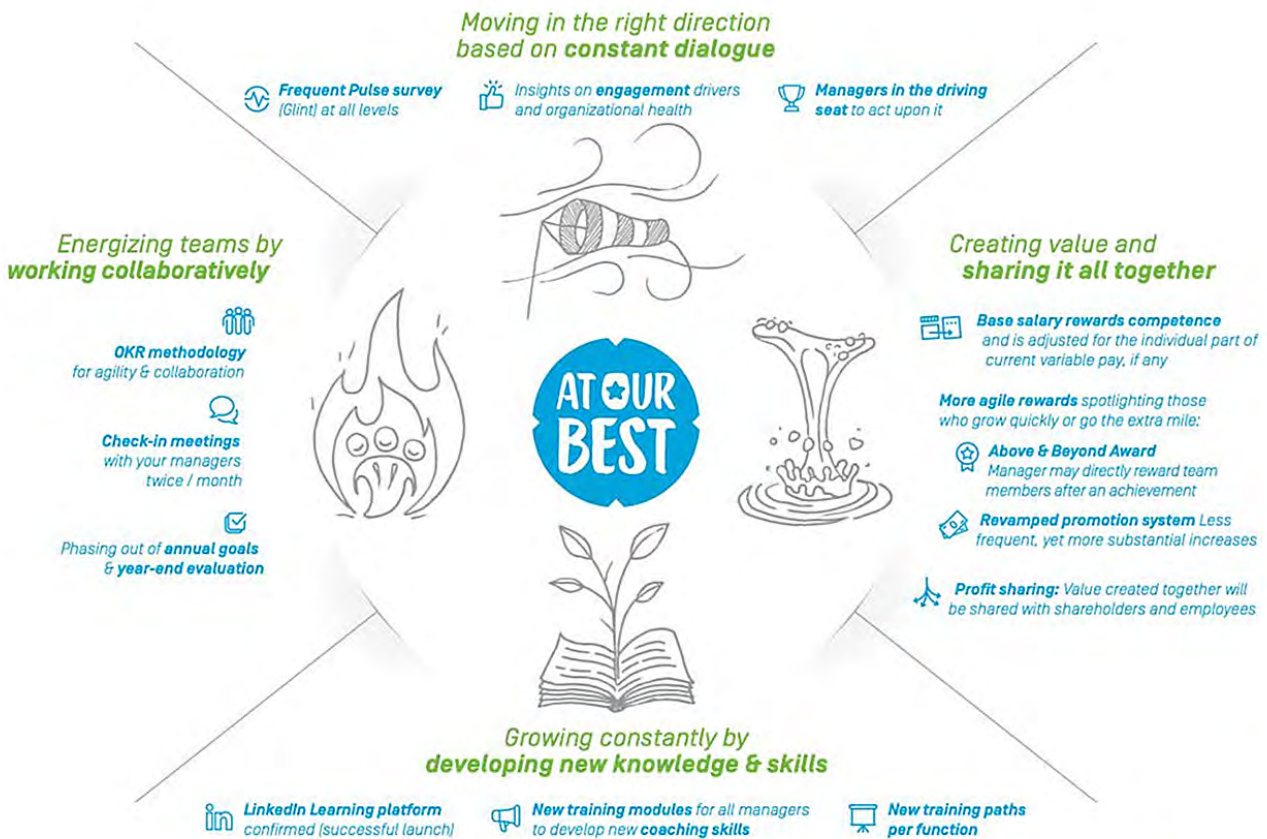 Moving in the right direction
based on constant dialogue
Frequent Pulse survey
(Glint) at all levels
Insights on engagement drivers
and organizational health
Managers in the driving
seat to act upon it
Energizing teams by
working collaboratively
OKR methodology
for agility & collaboration
Check-in meetings
with your managers
twice / month
Phasing out of annual goals
& year-end evaluation
AT OUR
BEST
Creating value and
sharing it all together
Base salary rewards competence
and is adjusted for the individual part of
current variable pay, if any
More agile rewards spotlighting those
who grow quickly or go the extra mile:
Above & Beyond Award
Manager may directly reward team
members after an achievement
Revamped promotion system Less
frequent, yet more substantial increases
Profit sharing: Value created together will
be shared with shareholders and employees
Growing constantly by
developing new knowledge & skills
in
LinkedIn Learning platform
confirmed (successful launch)
New training modules for all managers
to develop new coaching skills
New training paths
per function